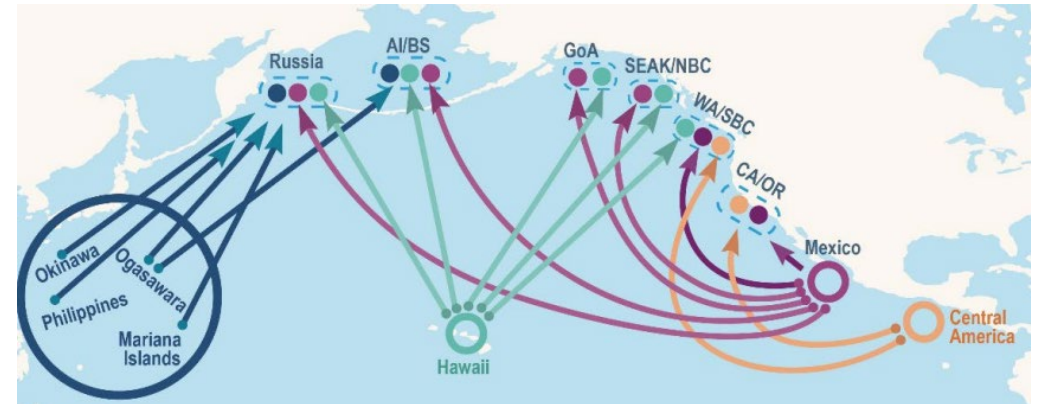 AI/BS
Russia
GoA
SEAK/NBC
WA/SBC
CA/OR
Okinawa
Ogasawara
Philippines
Mariana
Islands
Hawaii
Mexico
Central
America